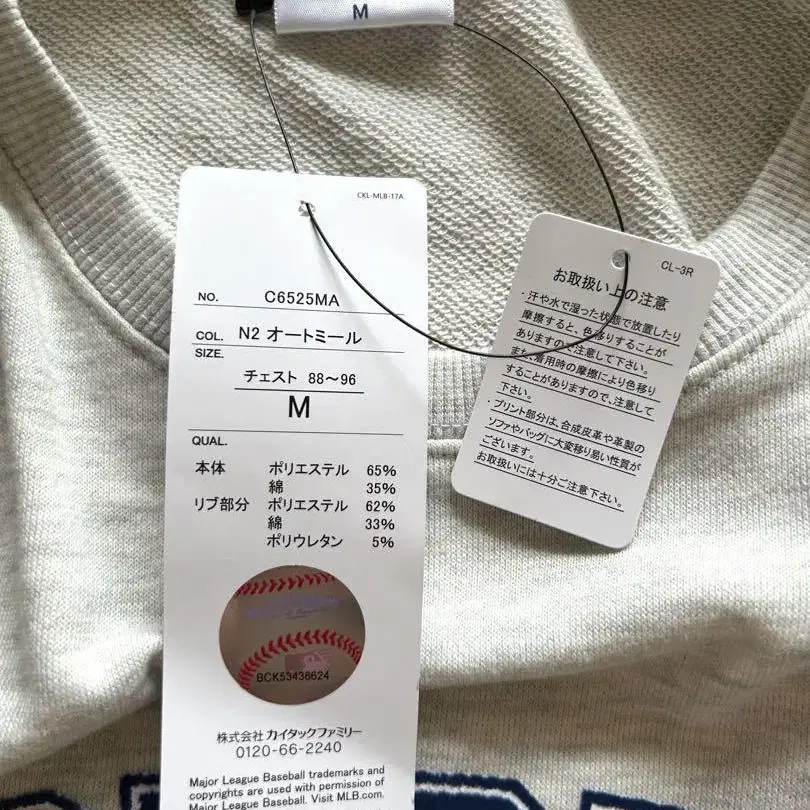 M
CKL-MLB-17A
NO. C6525MA
COL. N2 オートミール
SIZE.
チェスト 88〜96
M
QUAL.
本体 ポリエステル 65%
綿 35%
リブ部分 ポリエステル 62%
綿 33%
ポリウレタン 5%
BCK53438624
株式会社カイタックファミリー
0120-66-2240
Major League Baseball trademarks and
copyrights are used with permission of
Major League Baseball. Visit MLB.com.
CL-3R
お取扱い上の注意
・汗や水で湿った状態で放置したり
摩擦すると、色移りすることが
ありますのでご注意して下さい。
また、着用時の摩擦により色移り
することがありますので、注意して
下さい。
・プリント部分は、合成皮革や革製の
ソファやバッグに大変移り易い性質が
ございます。
お取扱いには十分ご注意下さい。